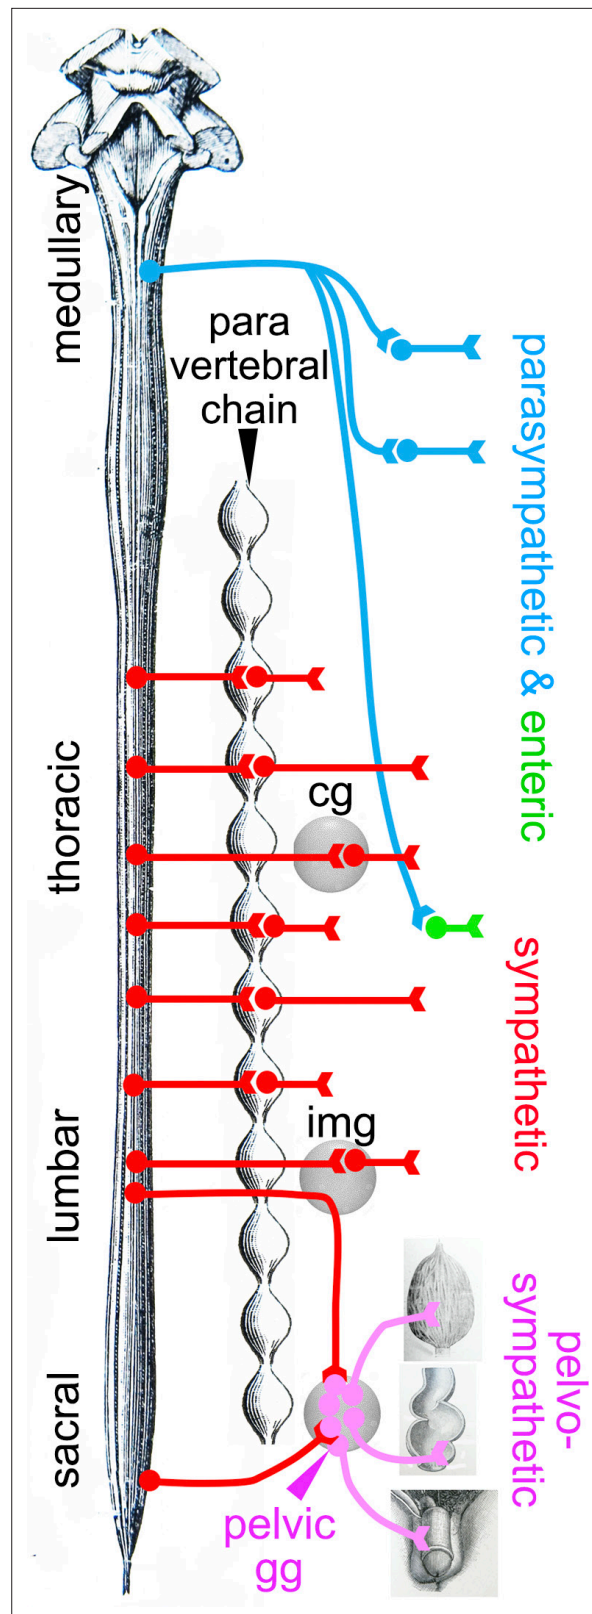 medullary
para
vertebral
chain
parasympathetic & enteric
thoracic
cg
sympathetic
lumbar
img
pelvo-
sympathetic
sacral
pelvic
gg